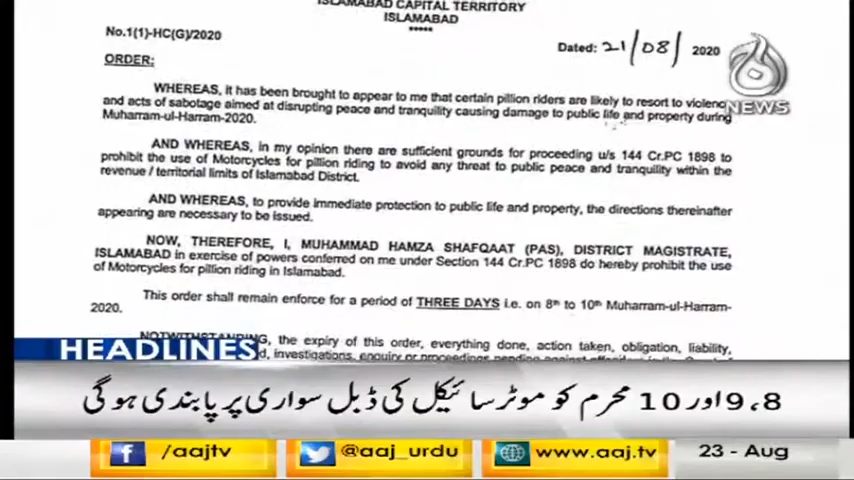 ISLAMABAD CAPITAL TERRITORY
ISLAMABAD
*****
No.1(1)-HC(G)/2020
Dated: 21/08/ 2020
ORDER:
NEWS
WHEREAS, it has been brought to appear to me that certain pillion riders are likely to resort to violence
and acts of sabotage aimed at disrupting peace and tranquility causing damage to public life and property during
Muharram-ul-Harram-2020.
AND WHEREAS, in my opinion there are sufficient grounds for proceeding u/s 144 Cr.PC 1898 to
prohibit the use of Motorcycles for pillion riding to avoid any threat to public peace and tranquility within the
revenue / territorial limits of Islamabad District.
AND WHEREAS, to provide immediate protection to public life and property, the directions thereinafter
appearing are necessary to be issued.
NOW, THEREFORE, I, MUHAMMAD HAMZA SHAFQAAT (PAS), DISTRICT MAGISTRATE,
ISLAMABAD in exercise of powers conferred on me under Section 144 Cr.PC 1898 do hereby prohibit the use
of Motorcycles for pillion riding in Islamabad.
This order shall remain enforce for a period of THREE DAYS i.e. on 8th to 10th Muharram-ul-Harram-
2020.
NOTWITHSTANDING, the expiry of this order, everything done, action taken, obligation, liability,
investigations, enquiry or proceedings pending against
HEADLINES
8، 9 اور 10 محرم کو موٹر سائیکل کی ڈبل سواری پر پابندی ہوگی
/aajtv
@aaj_urdu
www.aaj.tv
23 - Aug